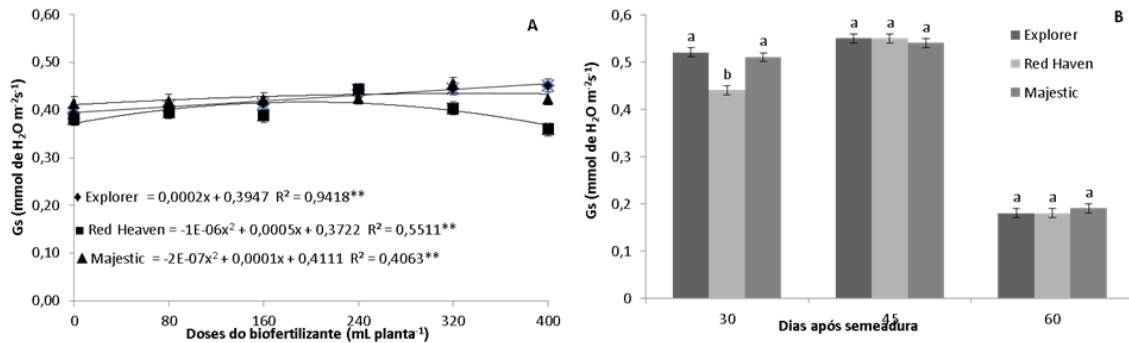 A
0,60
0,50
0,40
0,30
0,20
0,10
0,00
Gs (mmol de H₂O m⁻²s⁻¹)
Explorer = 0,0002x + 0,3947 R² = 0,9418**
Red Heaven = -1E-06x² + 0,0005x + 0,3722 R² = 0,5511**
Majestic = -2E-07x² + 0,0001x + 0,4111 R² = 0,4063**
0 80 160 240 320 400
Doses do biofertilizante (mL planta⁻¹)
B
0,6
0,5
0,4
0,3
0,2
0,1
0
Gs (mmol de H₂O m⁻²s⁻¹)
a b a
a a a
a a a
Explorer
Red Haven
Majestic
30 45 60
Dias após semeadura